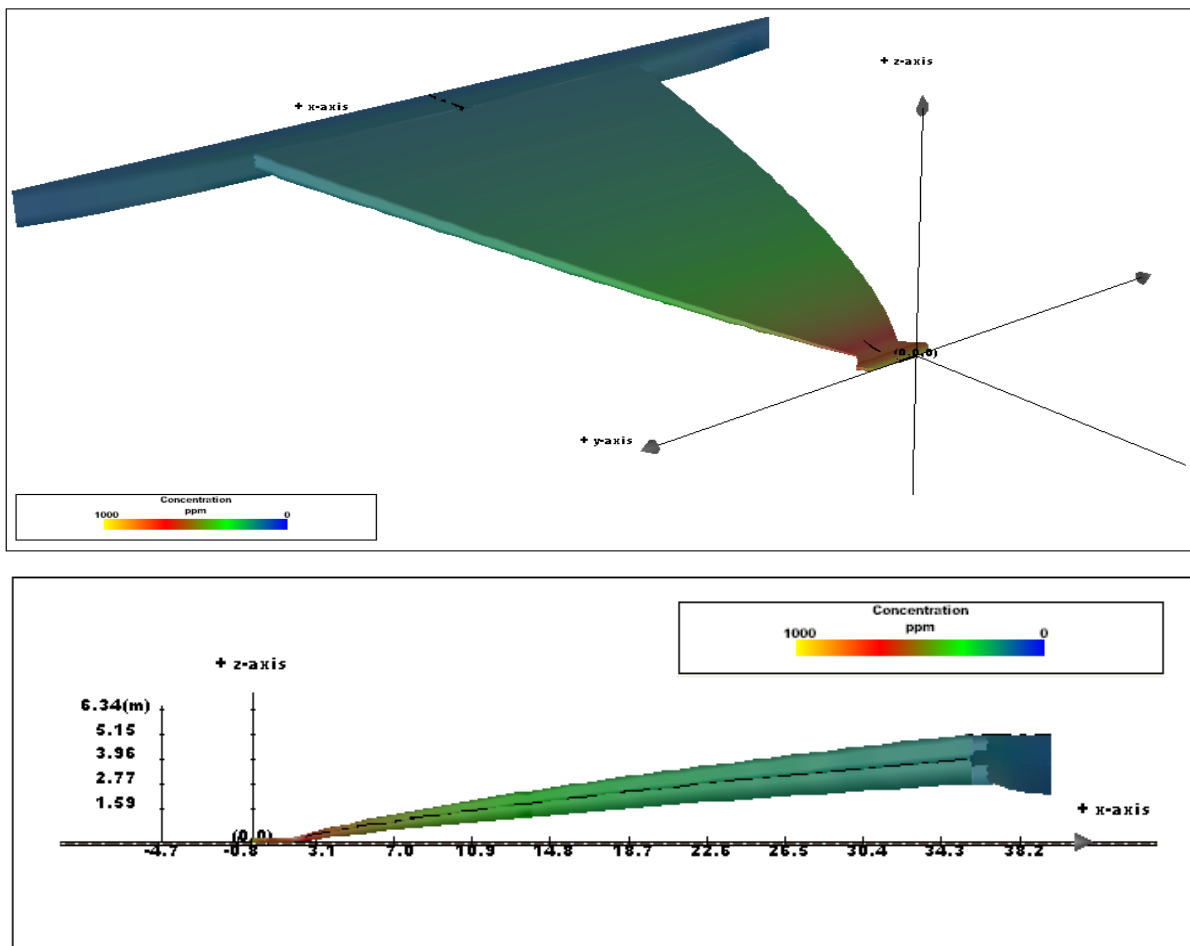 + z-axis
+ x-axis
(0,0,0)
+ y-axis
Concentration
ppm
1000 0
Concentration
ppm
1000 0
+ z-axis
6.34(m)
5.15
3.96
2.77
1.59
+ x-axis
(0,0)
-4.7 -0.8 3.1 7.0 10.9 14.8 18.7 22.6 26.5 30.4 34.3 38.2